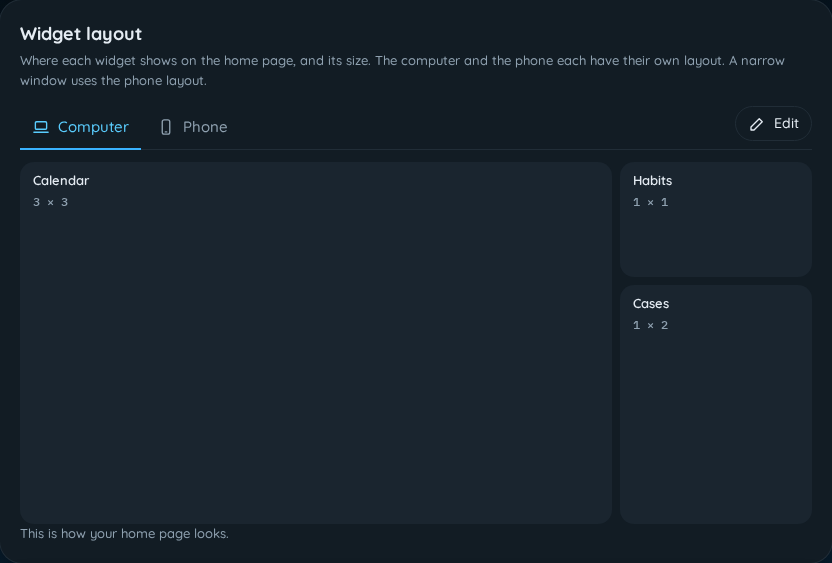 Widget layout
Where each widget shows on the home page, and its size. The computer and the phone each have their own layout. A narrow
window uses the phone layout.
Computer
Phone
Edit
Calendar
3 × 3
Habits
1 × 1
Cases
1 × 2
This is how your home page looks.